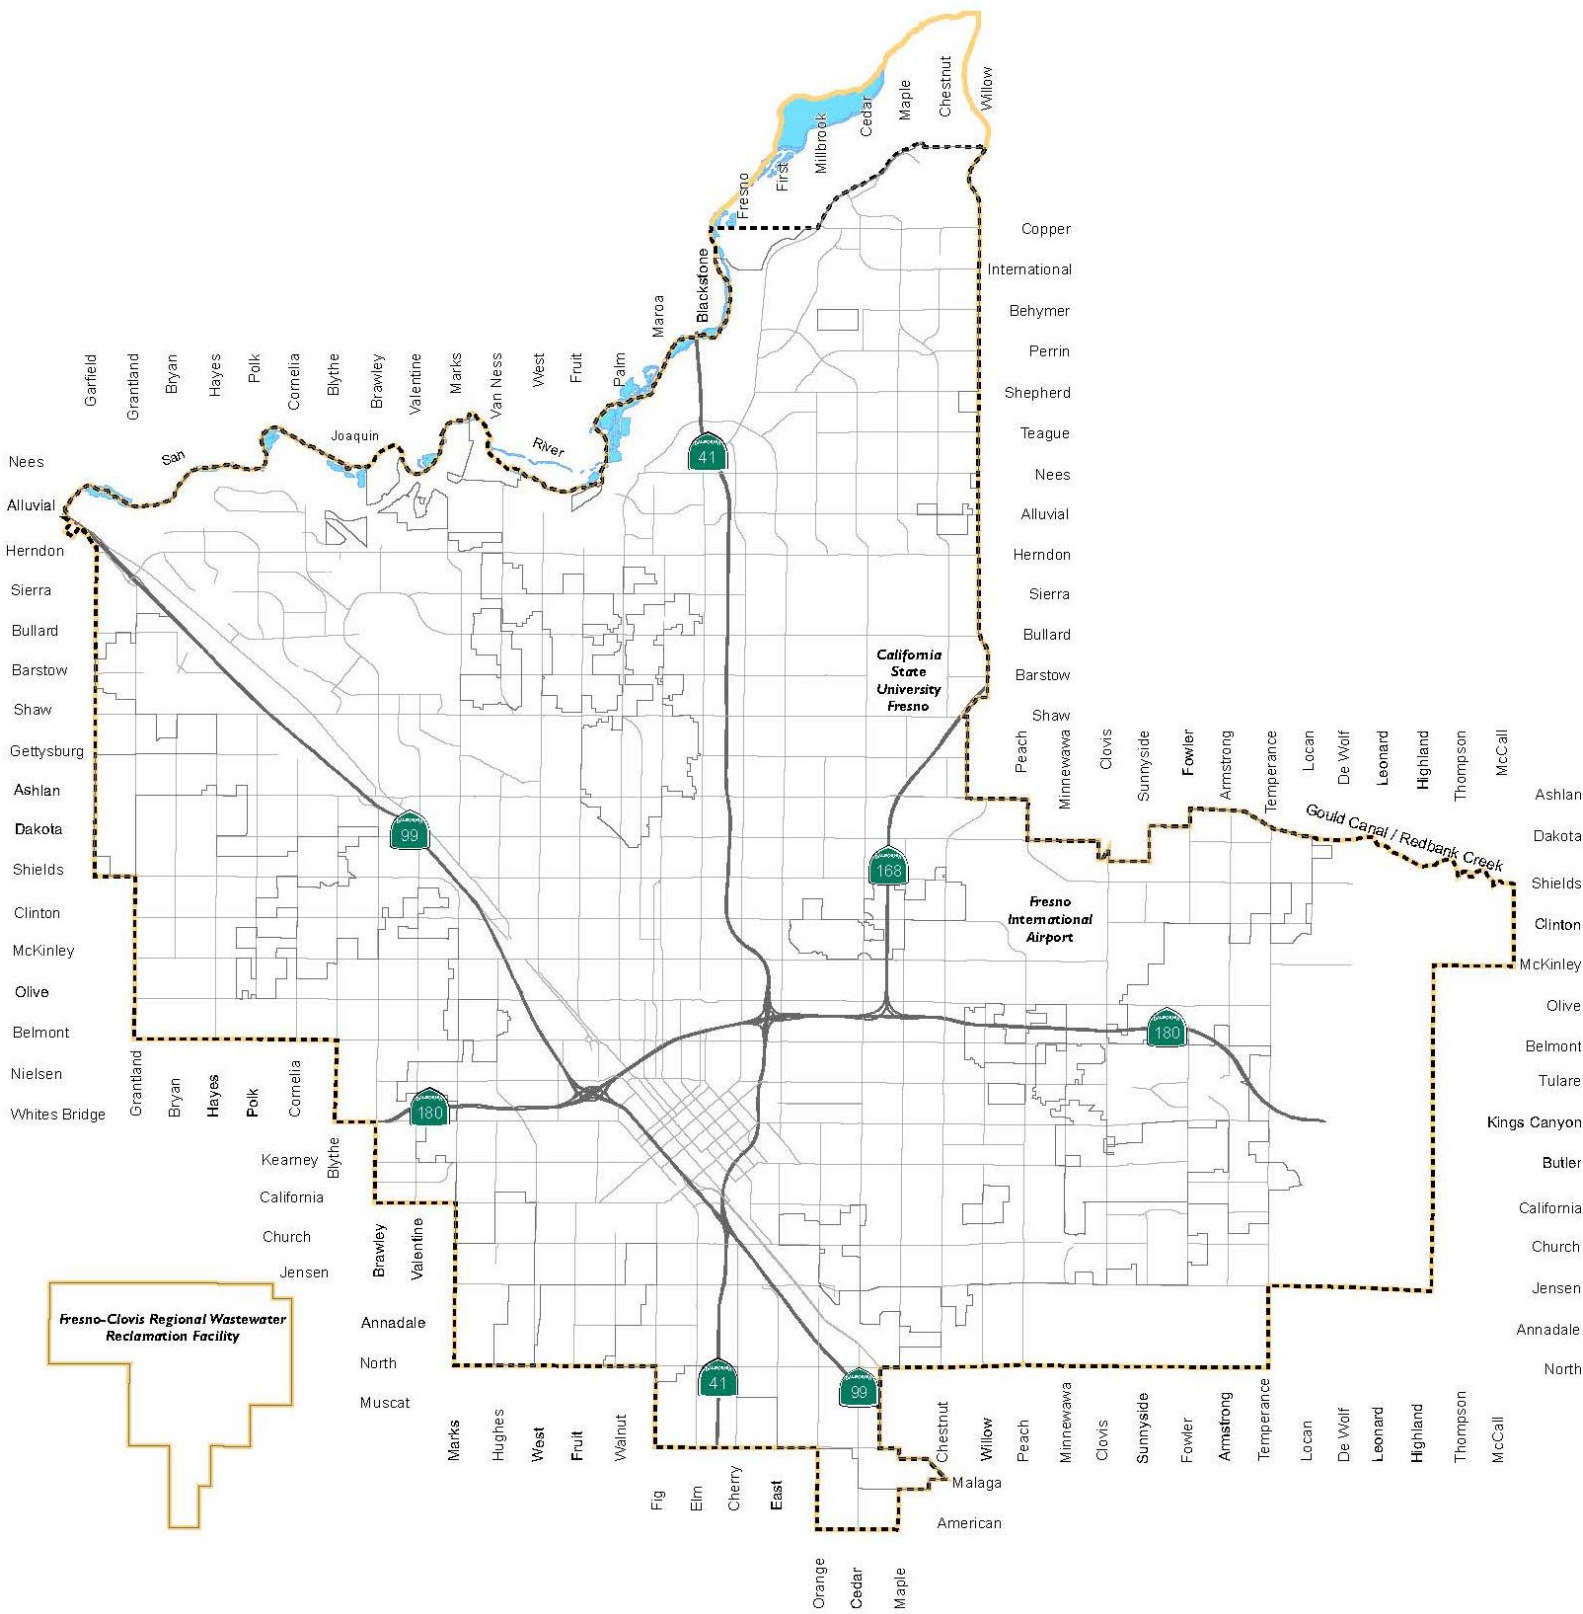 Willow
Chestnut
Maple
Cedar
Millbrook
First
Fresno
Blackstone
Maroa
Copper
International
Behymer
Perrin
Shepherd
Teague
Nees
Alluvial
Herndon
Sierra
Bullard
Barstow
Shaw
Garfield
Grantland
Bryan
Hayes
Polk
Cornelia
Blythe
Brawley
Valentine
Marks
Van Ness
West
Fruit
Palm
San
Joaquin
River
41
Nees
Alluvial
Herndon
Sierra
Bullard
Barstow
Shaw
Gettysburg
Ashlan
Dakota
Shields
Clinton
McKinley
Olive
Belmont
Nielsen
Whites Bridge
California
State
University
Fresno
Peach
Minnewawa
Clovis
Sunnyside
Fowler
Armstrong
Temperance
Locan
De Wolf
Leonard
Highland
Thompson
McCall
Gould Canal / Redbank Creek
99
168
Fresno
International
Airport
180
180
Ashlan
Dakota
Shields
Clinton
McKinley
Olive
Belmont
Tulare
Kings Canyon
Butler
California
Church
Jensen
Annadale
North
Grantland
Bryan
Hayes
Polk
Cornelia
Blythe
Kearney
California
Church
Jensen
Brawley
Valentine
Annadale
North
Muscat
Fresno-Clovis Regional Wastewater
Reclamation Facility
41
99
Marks
Hughes
West
Fruit
Walnut
Fig
Elm
Cherry
East
Orange
Cedar
Maple
Malaga
American
Chestnut
Willow
Peach
Minnewawa
Clovis
Sunnyside
Fowler
Armstrong
Temperance
Locan
De Wolf
Leonard
Highland
Thompson
McCall